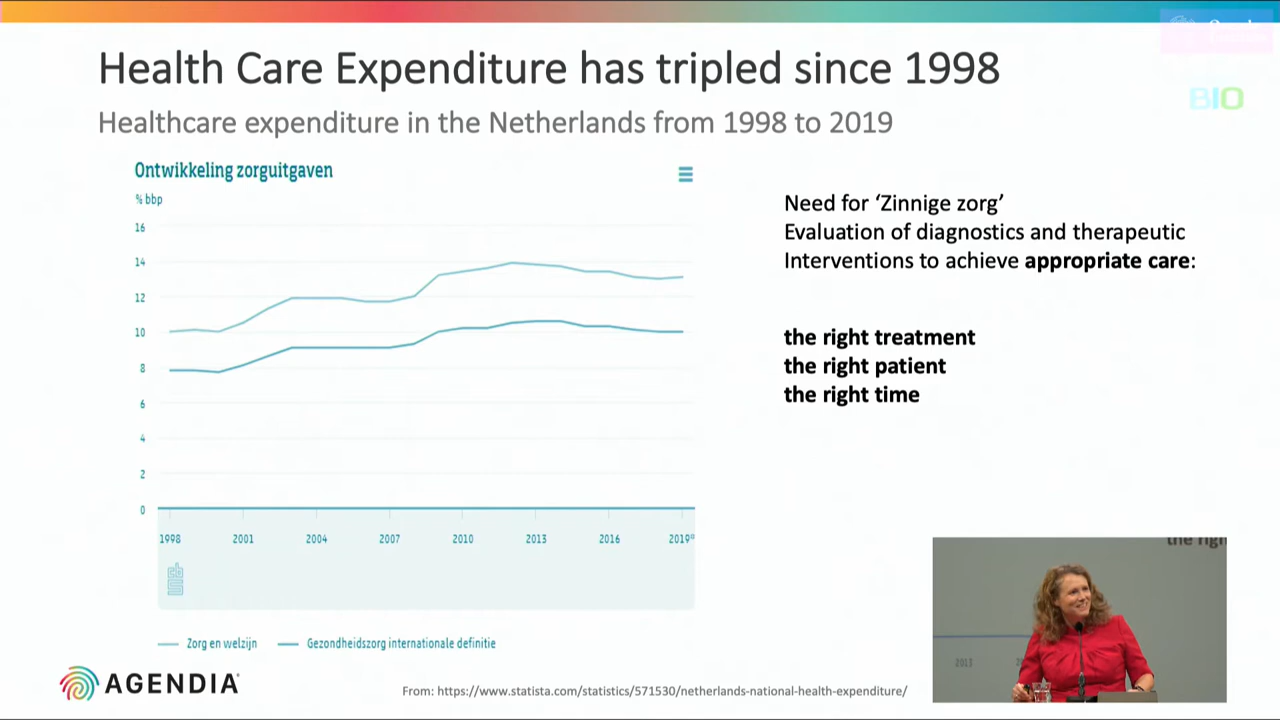 Health Care Expenditure has tripled since 1998
Healthcare expenditure in the Netherlands from 1998 to 2019
BIO
Ontwikkeling zorguitgaven
% bbp
16
14
12
10
8
6
4
2
0
1998 2001 2004 2007 2010 2013 2016 2019
Zorg en welzijn Gezondheidszorg internationale definitie
Need for ‘Zinnige zorg’
Evaluation of diagnostics and therapeutic
Interventions to achieve appropriate care:
the right treatment
the right patient
the right time
the righ
2013
AGENDIA
From: https://www.statista.com/statistics/571530/netherlands-national-health-expenditure/